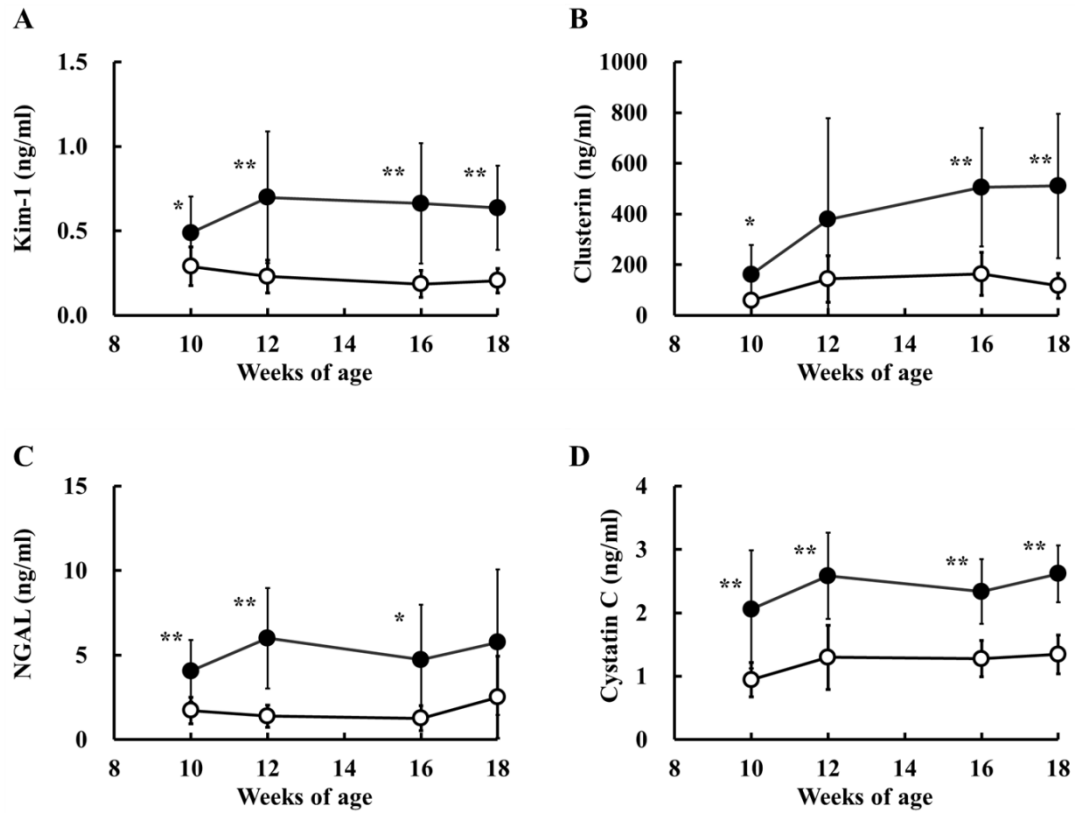 A
Kim-1 (ng/ml)
1.5
1.0
0.5
0.0
*
**
**
**
8 10 12 14 16 18
Weeks of age
B
Clusterin (ng/ml)
1000
800
600
400
200
0
*
**
**
8 10 12 14 16 18
Weeks of age
C
NGAL (ng/ml)
15
10
5
0
**
**
*
8 10 12 14 16 18
Weeks of age
D
Cystatin C (ng/ml)
4
3
2
1
0
**
**
**
**
8 10 12 14 16 18
Weeks of age